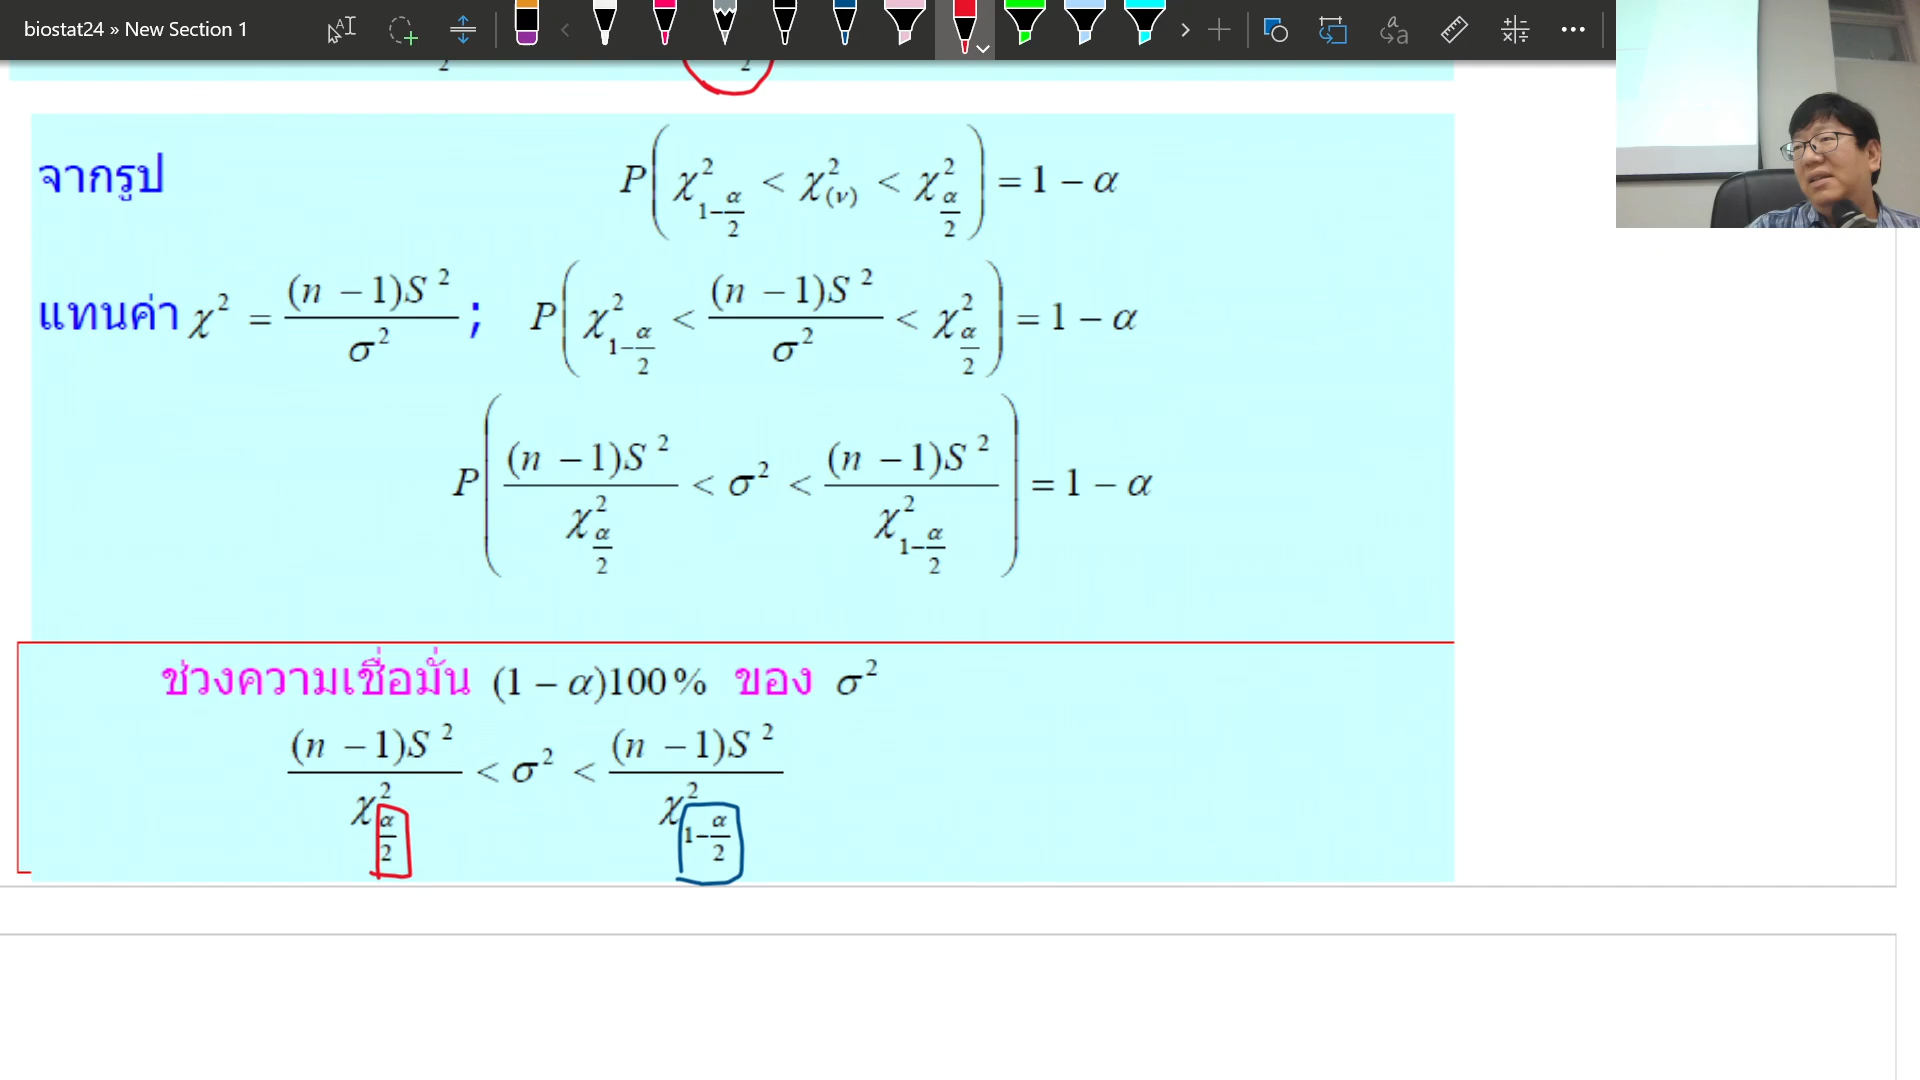 biostat24 » New Section 1
2 2
จากรูป P(χ²_{1-α/2} < χ²_{(ν)} < χ²_{α/2}) = 1 − α
แทนค่า χ² = (n − 1)S²/σ² ; P(χ²_{1-α/2} < (n − 1)S²/σ² < χ²_{α/2}) = 1 − α
P((n − 1)S²/χ²_{α/2} < σ² < (n − 1)S²/χ²_{1-α/2}) = 1 − α
ช่วงความเชื่อมั่น (1 − α)100% ของ σ²
(n − 1)S²/χ²_{α/2} < σ² < (n − 1)S²/χ²_{1-α/2}